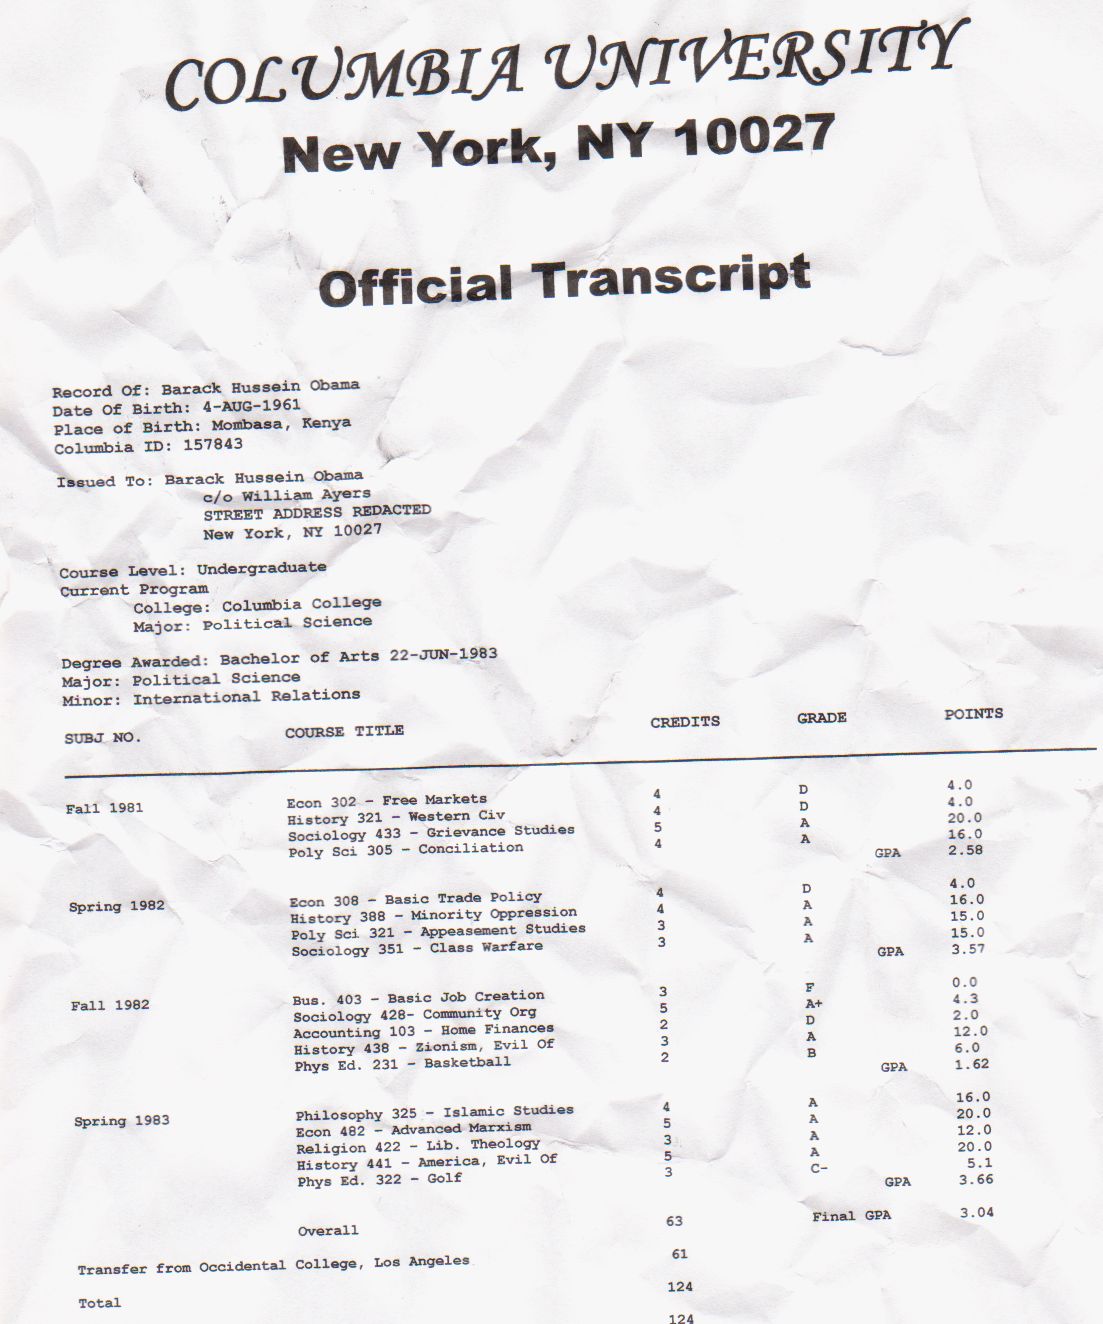 COLUMBIA UNIVERSITY
New York, NY 10027
Official Transcript
Record Of: Barack Hussein Obama
Date Of Birth: 4-AUG-1961
Place of Birth: Mombasa, Kenya
Columbia ID: 157843
Issued To: Barack Hussein Obama
c/o William Ayers
STREET ADDRESS REDACTED
New York, NY 10027
Course Level: Undergraduate
Current Program
College: Columbia College
Major: Political Science
Degree Awarded: Bachelor of Arts 22-JUN-1983
Major: Political Science
Minor: International Relations
SUBJ NO. COURSE TITLE CREDITS GRADE POINTS
Fall 1981 Econ 302 - Free Markets 4 D 4.0
History 321 - Western Civ 4 D 4.0
Sociology 433 - Grievance Studies 5 A 20.0
Poly Sci 305 - Conciliation 4 A 16.0
GPA 2.58
Spring 1982 Econ 308 - Basic Trade Policy 4 D 4.0
History 388 - Minority Oppression 4 A 16.0
Poly Sci 321 - Appeasement Studies 3 A 15.0
Sociology 351 - Class Warfare 3 A 15.0
GPA 3.57
Fall 1982 Bus. 403 - Basic Job Creation 3 F 0.0
Sociology 428- Community Org 5 A+ 4.3
Accounting 103 - Home Finances 2 D 2.0
History 438 - Zionism, Evil Of 3 A 12.0
Phys Ed. 231 - Basketball 2 B 6.0
GPA 1.62
Spring 1983 Philosophy 325 - Islamic Studies 4 A 16.0
Econ 482 - Advanced Marxism 5 A 20.0
Religion 422 - Lib. Theology 3 A 12.0
History 441 - America, Evil Of 5 A 20.0
Phys Ed. 322 - Golf 3 C- 5.1
GPA 3.66
Overall 63 Final GPA 3.04
Transfer from Occidental College, Los Angeles 61
Total 124
124